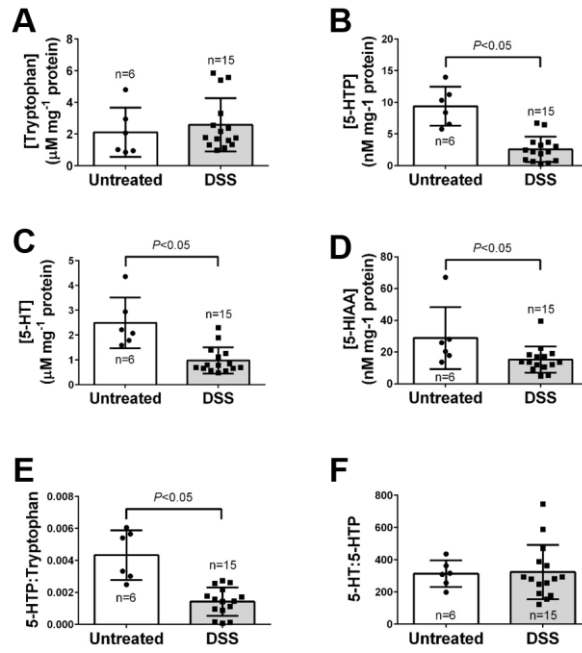 A
[Tryptophan]
(μM mg-1 protein)
8
6
4
2
0
n=6
n=15
Untreated
DSS
B
[5-HTP]
(nM mg-1 protein)
20
15
10
5
0
P<0.05
n=6
n=15
Untreated
DSS
C
[5-HT]
(μM mg-1 protein)
5
4
3
2
1
0
P<0.05
n=6
n=15
Untreated
DSS
D
[5-HIAA]
(nM mg-1 protein)
80
60
40
20
0
P<0.05
n=6
n=15
Untreated
DSS
E
5-HTP:Tryptophan
0.008
0.006
0.004
0.002
0.000
P<0.05
n=6
n=15
Untreated
DSS
F
5-HT:5-HTP
800
600
400
200
0
n=6
n=15
Untreated
DSS